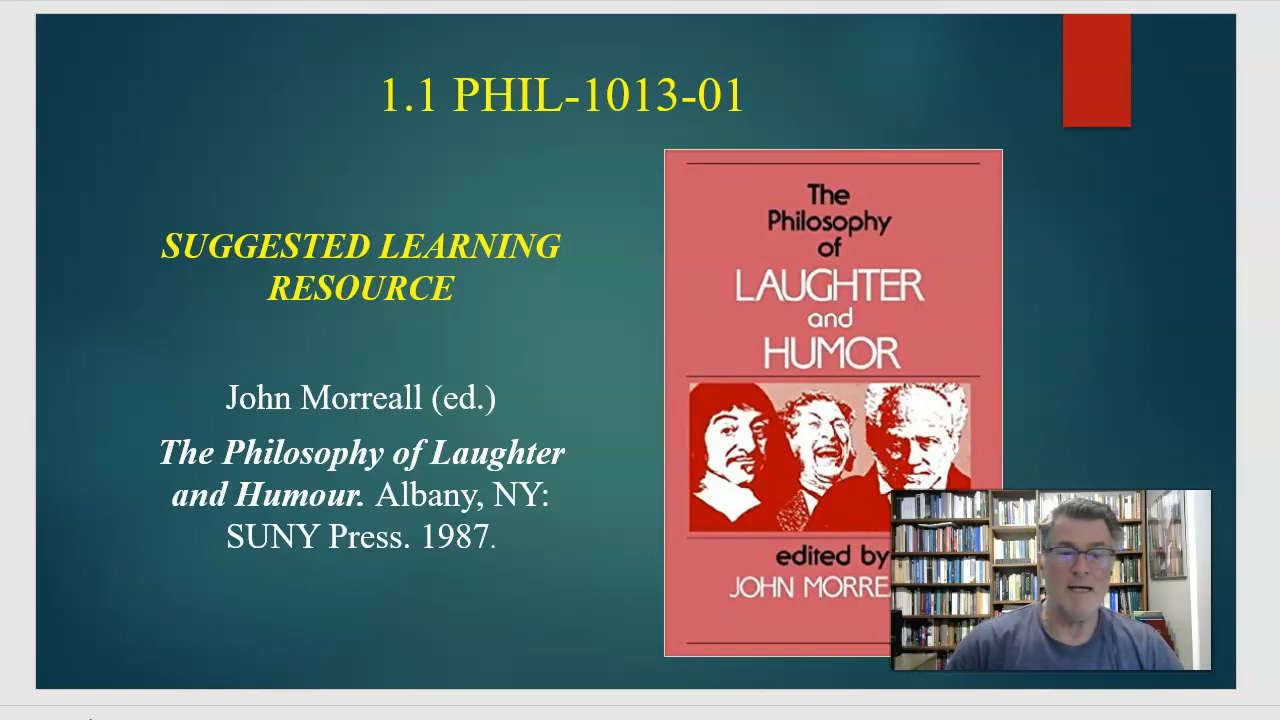 1.1 PHIL-1013-01
SUGGESTED LEARNING
RESOURCE
John Morreall (ed.)
The Philosophy of Laughter
and Humour. Albany, NY:
SUNY Press. 1987.
The
Philosophy
of
LAUGHTER
and
HUMOR
edited by
JOHN MORRE